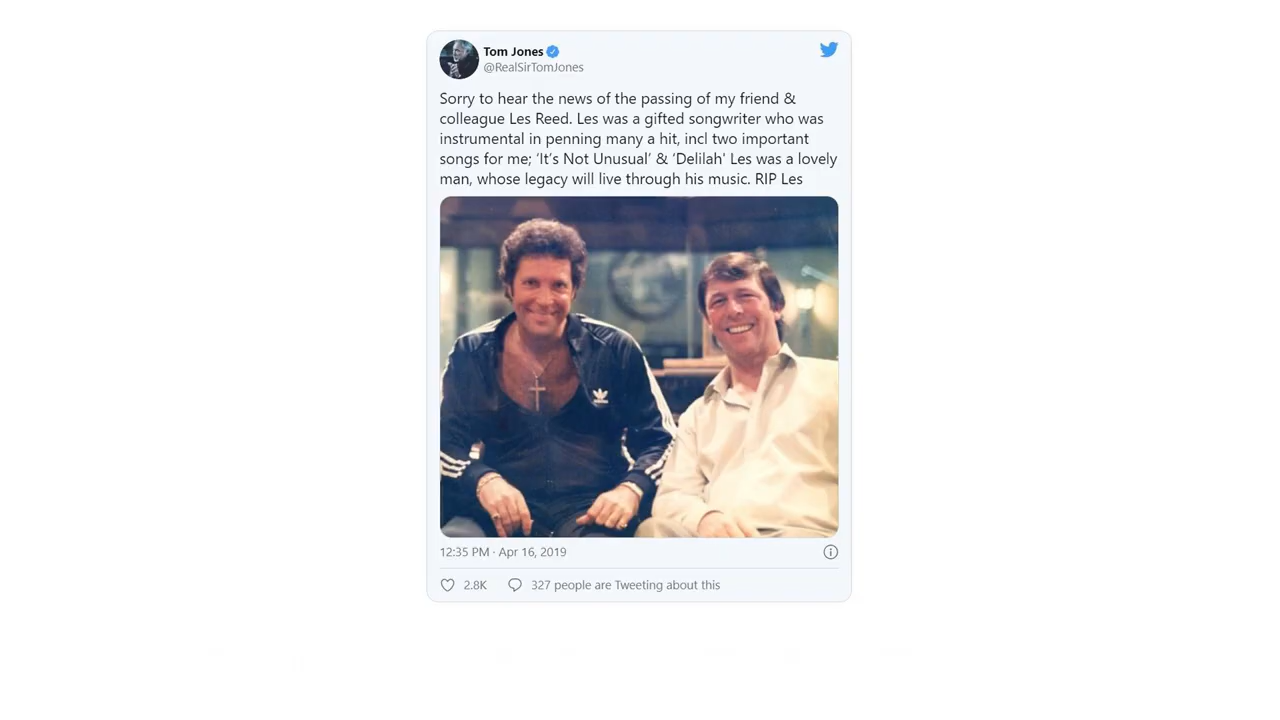 Tom Jones
@RealSirTomJones
Sorry to hear the news of the passing of my friend &
colleague Les Reed. Les was a gifted songwriter who was
instrumental in penning many a hit, incl two important
songs for me; ‘It’s Not Unusual’ & ‘Delilah’ Les was a lovely
man, whose legacy will live through his music. RIP Les
12:35 PM · Apr 16, 2019
2.8K 327 people are Tweeting about this